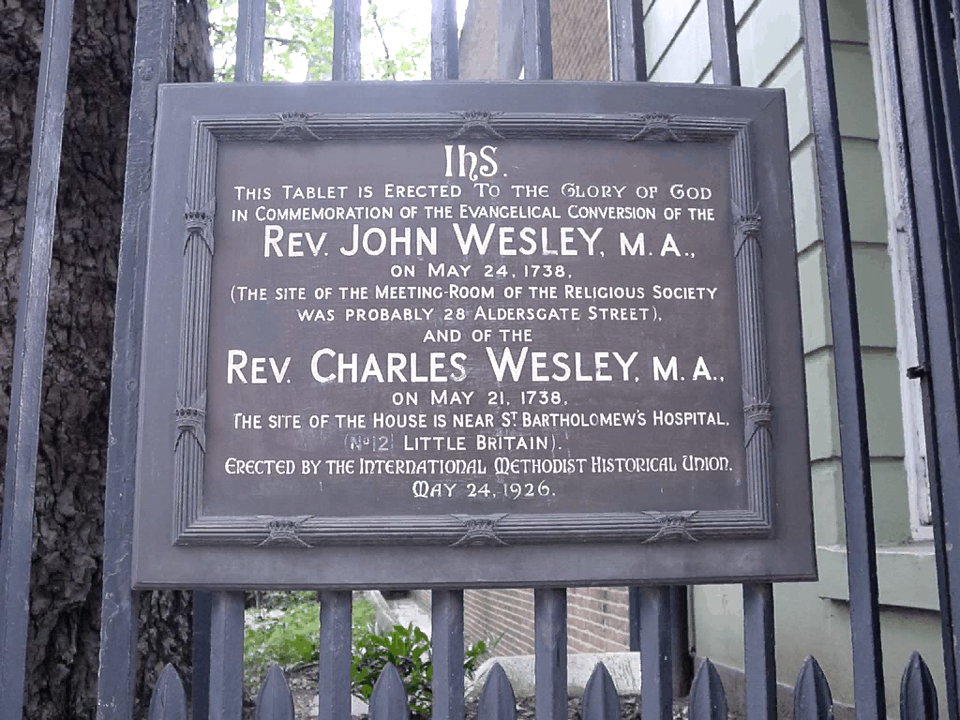 IhS.
THIS TABLET IS ERECTED TO THE GLORY OF GOD
IN COMMEMORATION OF THE EVANGELICAL CONVERSION OF THE
REV. JOHN WESLEY, M.A.,
ON MAY 24, 1738,
(THE SITE OF THE MEETING-ROOM OF THE RELIGIOUS SOCIETY
WAS PROBABLY 28 ALDERSGATE STREET),
AND OF THE
REV. CHARLES WESLEY, M.A.,
ON MAY 21, 1738,
THE SITE OF THE HOUSE IS NEAR ST. BARTHOLOMEW'S HOSPITAL,
(No 12 LITTLE BRITAIN).
ERECTED BY THE INTERNATIONAL METHODIST HISTORICAL UNION.
MAY 24, 1926.